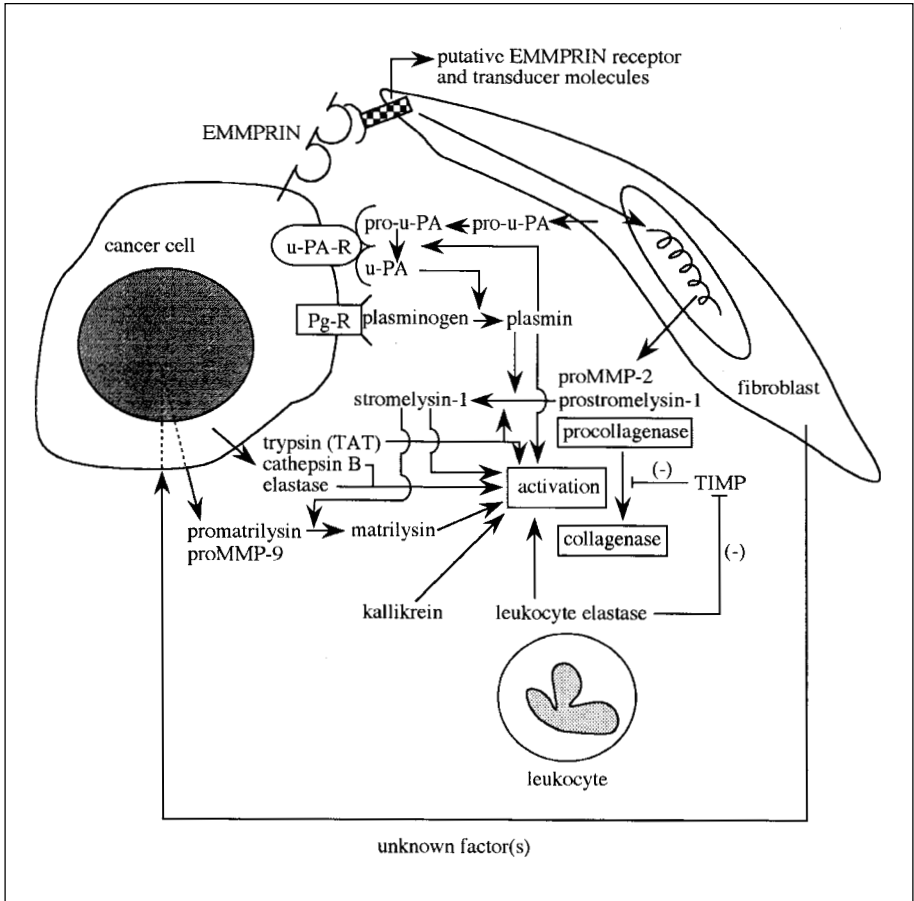 putative EMMPRIN receptor
and transducer molecules
EMMPRIN
cancer cell
pro-u-PA
pro-u-PA
u-PA-R
u-PA
Pg-R
plasminogen
plasmin
proMMP-2
fibroblast
stromelysin-1
prostromelysin-1
procollagenase
trypsin (TAT)
cathepsin B
elastase
activation
(-)
TIMP
promatrilysin
matrilysin
proMMP-9
collagenase
(-)
kallikrein
leukocyte elastase
leukocyte
unknown factor(s)